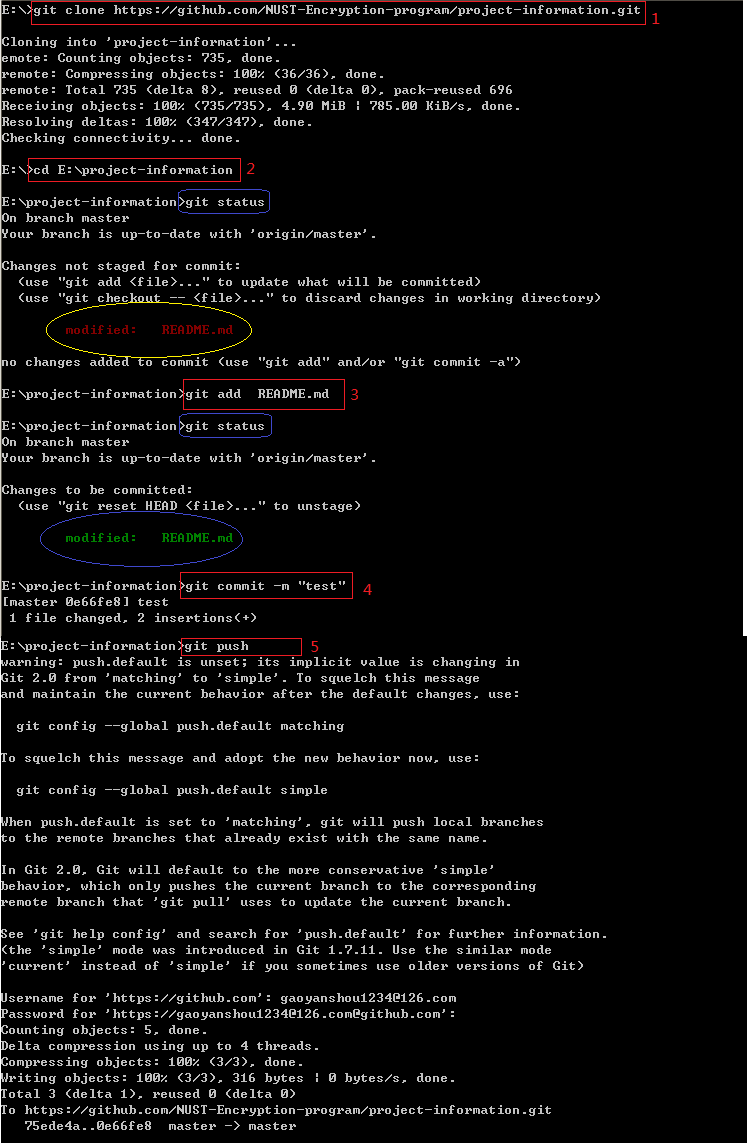 E:\>git clone https://github.com/NUST-Encryption-program/project-information.git
1
Cloning into 'project-information'...
emote: Counting objects: 735, done.
remote: Compressing objects: 100% (36/36), done.
remote: Total 735 (delta 8), reused 0 (delta 0), pack-reused 696
Receiving objects: 100% (735/735), 4.90 MiB | 785.00 KiB/s, done.
Resolving deltas: 100% (347/347), done.
Checking connectivity... done.
E:\>cd E:\project-information 2
E:\project-information>git status
On branch master
Your branch is up-to-date with 'origin/master'.
Changes not staged for commit:
(use "git add <file>..." to update what will be committed)
(use "git checkout -- <file>..." to discard changes in working directory)
modified:   README.md
no changes added to commit (use "git add" and/or "git commit -a")
E:\project-information>git add  README.md 3
E:\project-information>git status
On branch master
Your branch is up-to-date with 'origin/master'.
Changes to be committed:
(use "git reset HEAD <file>..." to unstage)
modified:   README.md
E:\project-information>git commit -m "test" 4
[master 0e66fe8] test
1 file changed, 2 insertions(+)
E:\project-information>git push 5
warning: push.default is unset; its implicit value is changing in
Git 2.0 from 'matching' to 'simple'. To squelch this message
and maintain the current behavior after the default changes, use:
git config --global push.default matching
To squelch this message and adopt the new behavior now, use:
git config --global push.default simple
When push.default is set to 'matching', git will push local branches
to the remote branches that already exist with the same name.
In Git 2.0, Git will default to the more conservative 'simple'
behavior, which only pushes the current branch to the corresponding
remote branch that 'git pull' uses to update the current branch.
See 'git help config' and search for 'push.default' for further information.
(the 'simple' mode was introduced in Git 1.7.11. Use the similar mode
'current' instead of 'simple' if you sometimes use older versions of Git)
Username for 'https://github.com': gaoyanshou1234@126.com
Password for 'https://gaoyanshou1234@126.com@github.com':
Counting objects: 5, done.
Delta compression using up to 4 threads.
Compressing objects: 100% (3/3), done.
Writing objects: 100% (3/3), 316 bytes | 0 bytes/s, done.
Total 3 (delta 1), reused 0 (delta 0)
To https://github.com/NUST-Encryption-program/project-information.git
75ede4a..0e66fe8  master -> master